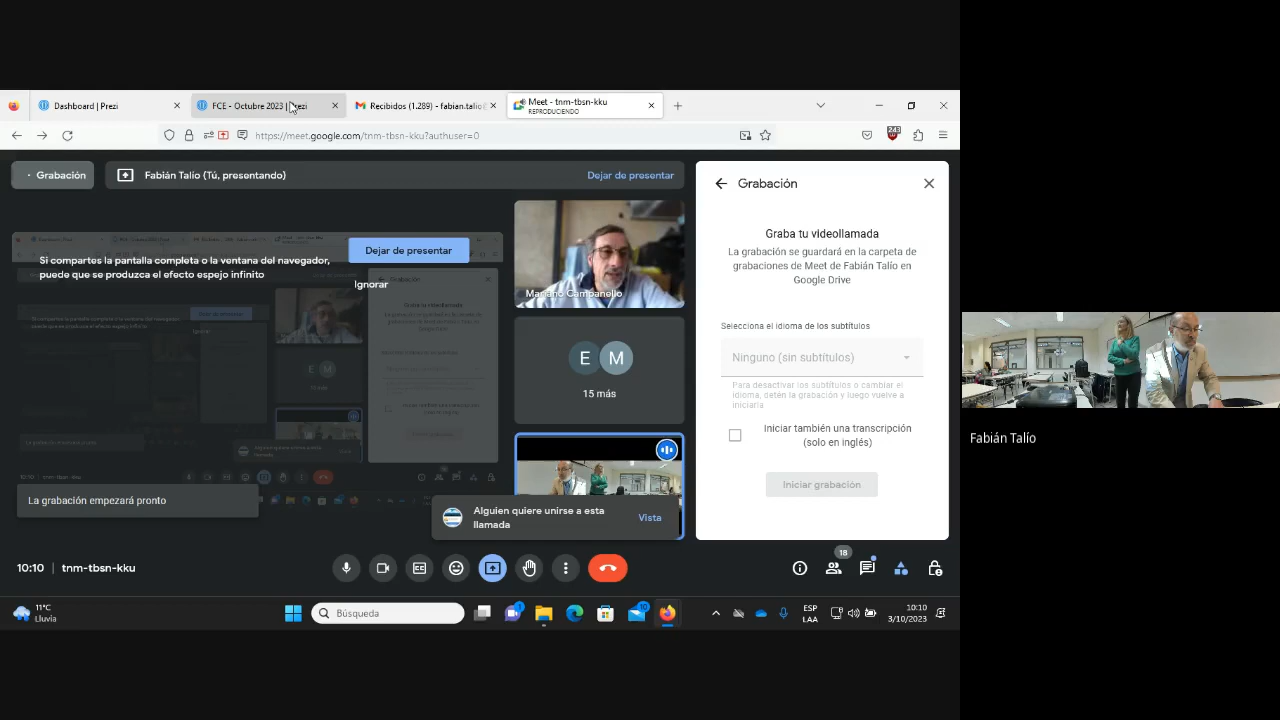 Dashboard | Prezi
FCE - Octubre 2023 | Prezi
Recibidos (1.289) - fabian.talio@
Meet - tnm-tbsn-kku
REPRODUCIENDO
https://meet.google.com/tnm-tbsn-kku?authuser=0
243
Grabación
Fabián Talío (Tú, presentando)
Dejar de presentar
Si compartes la pantalla completa o la ventana del navegador,
puede que se produzca el efecto espejo infinito
Dejar de presentar
Ignorar
Mariano Campanello
E M
15 más
La grabación empezará pronto
Alguien quiere unirse a esta
llamada
Vista
Grabación
Graba tu videollamada
La grabación se guardará en la carpeta de
grabaciones de Meet de Fabián Talío en
Google Drive
Selecciona el idioma de los subtítulos
Ninguno (sin subtítulos)
Para desactivar los subtítulos o cambiar el
idioma, detén la grabación y luego vuelve a
iniciarla
Iniciar también una transcripción
(solo en inglés)
Iniciar grabación
10:10 | tnm-tbsn-kku
18
11°C
Lluvia
Búsqueda
ESP
LAA
10:10
3/10/2023
Fabián Talío